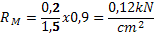 R_M = 0,2/1,5 x0,9 = 0,12kN/cm²